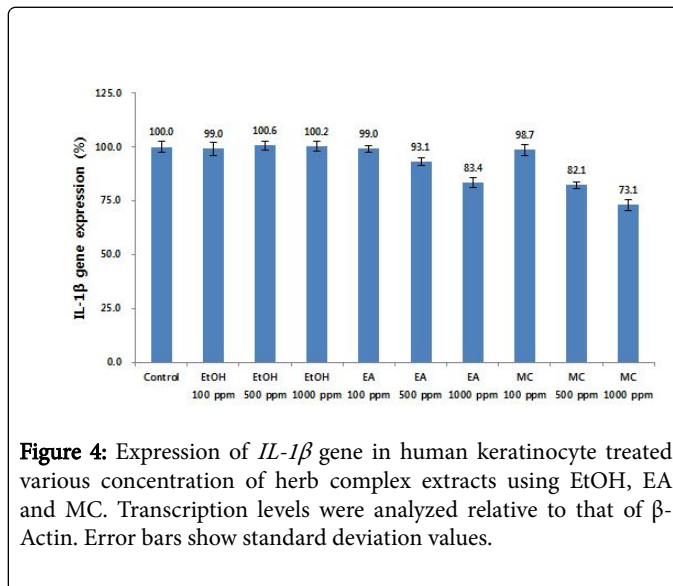 125.0
100.0
75.0
50.0
25.0
0.0
IL-1β gene expression (%)
100.0 99.0 100.6 100.2 99.0 93.1 83.4 98.7 82.1 73.1
Control EtOH EtOH EtOH EA EA EA MC MC MC
100 ppm 500 ppm 1000 ppm 100 ppm 500 ppm 1000 ppm 100 ppm 500 ppm 1000 ppm
Figure 4: Expression of IL-1β gene in human keratinocyte treated
various concentration of herb complex extracts using EtOH, EA
and MC. Transcription levels were analyzed relative to that of β-
Actin. Error bars show standard deviation values.